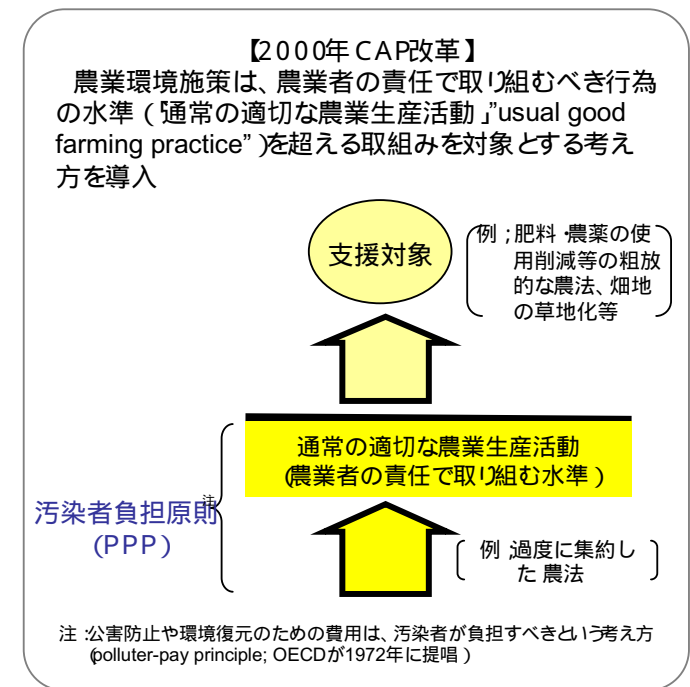 【2000年CAP改革】
農業環境施策は、農業者の責任で取り組むべき行為
の水準（「通常の適切な農業生産活動」”usual good
farming practice”）を超える取組みを対象とする考え
方を導入
支援対象
例；肥料・農薬の使
用削減等の粗放
的な農法、畑地
の草地化等
通常の適切な農業生産活動
（農業者の責任で取り組む水準）
汚染者負担原則注
（PPP）
例；過度に集約し
た農法
注：公害防止や環境復元のための費用は、汚染者が負担すべきという考え方
（polluter-pay principle; OECDが1972年に提唱）